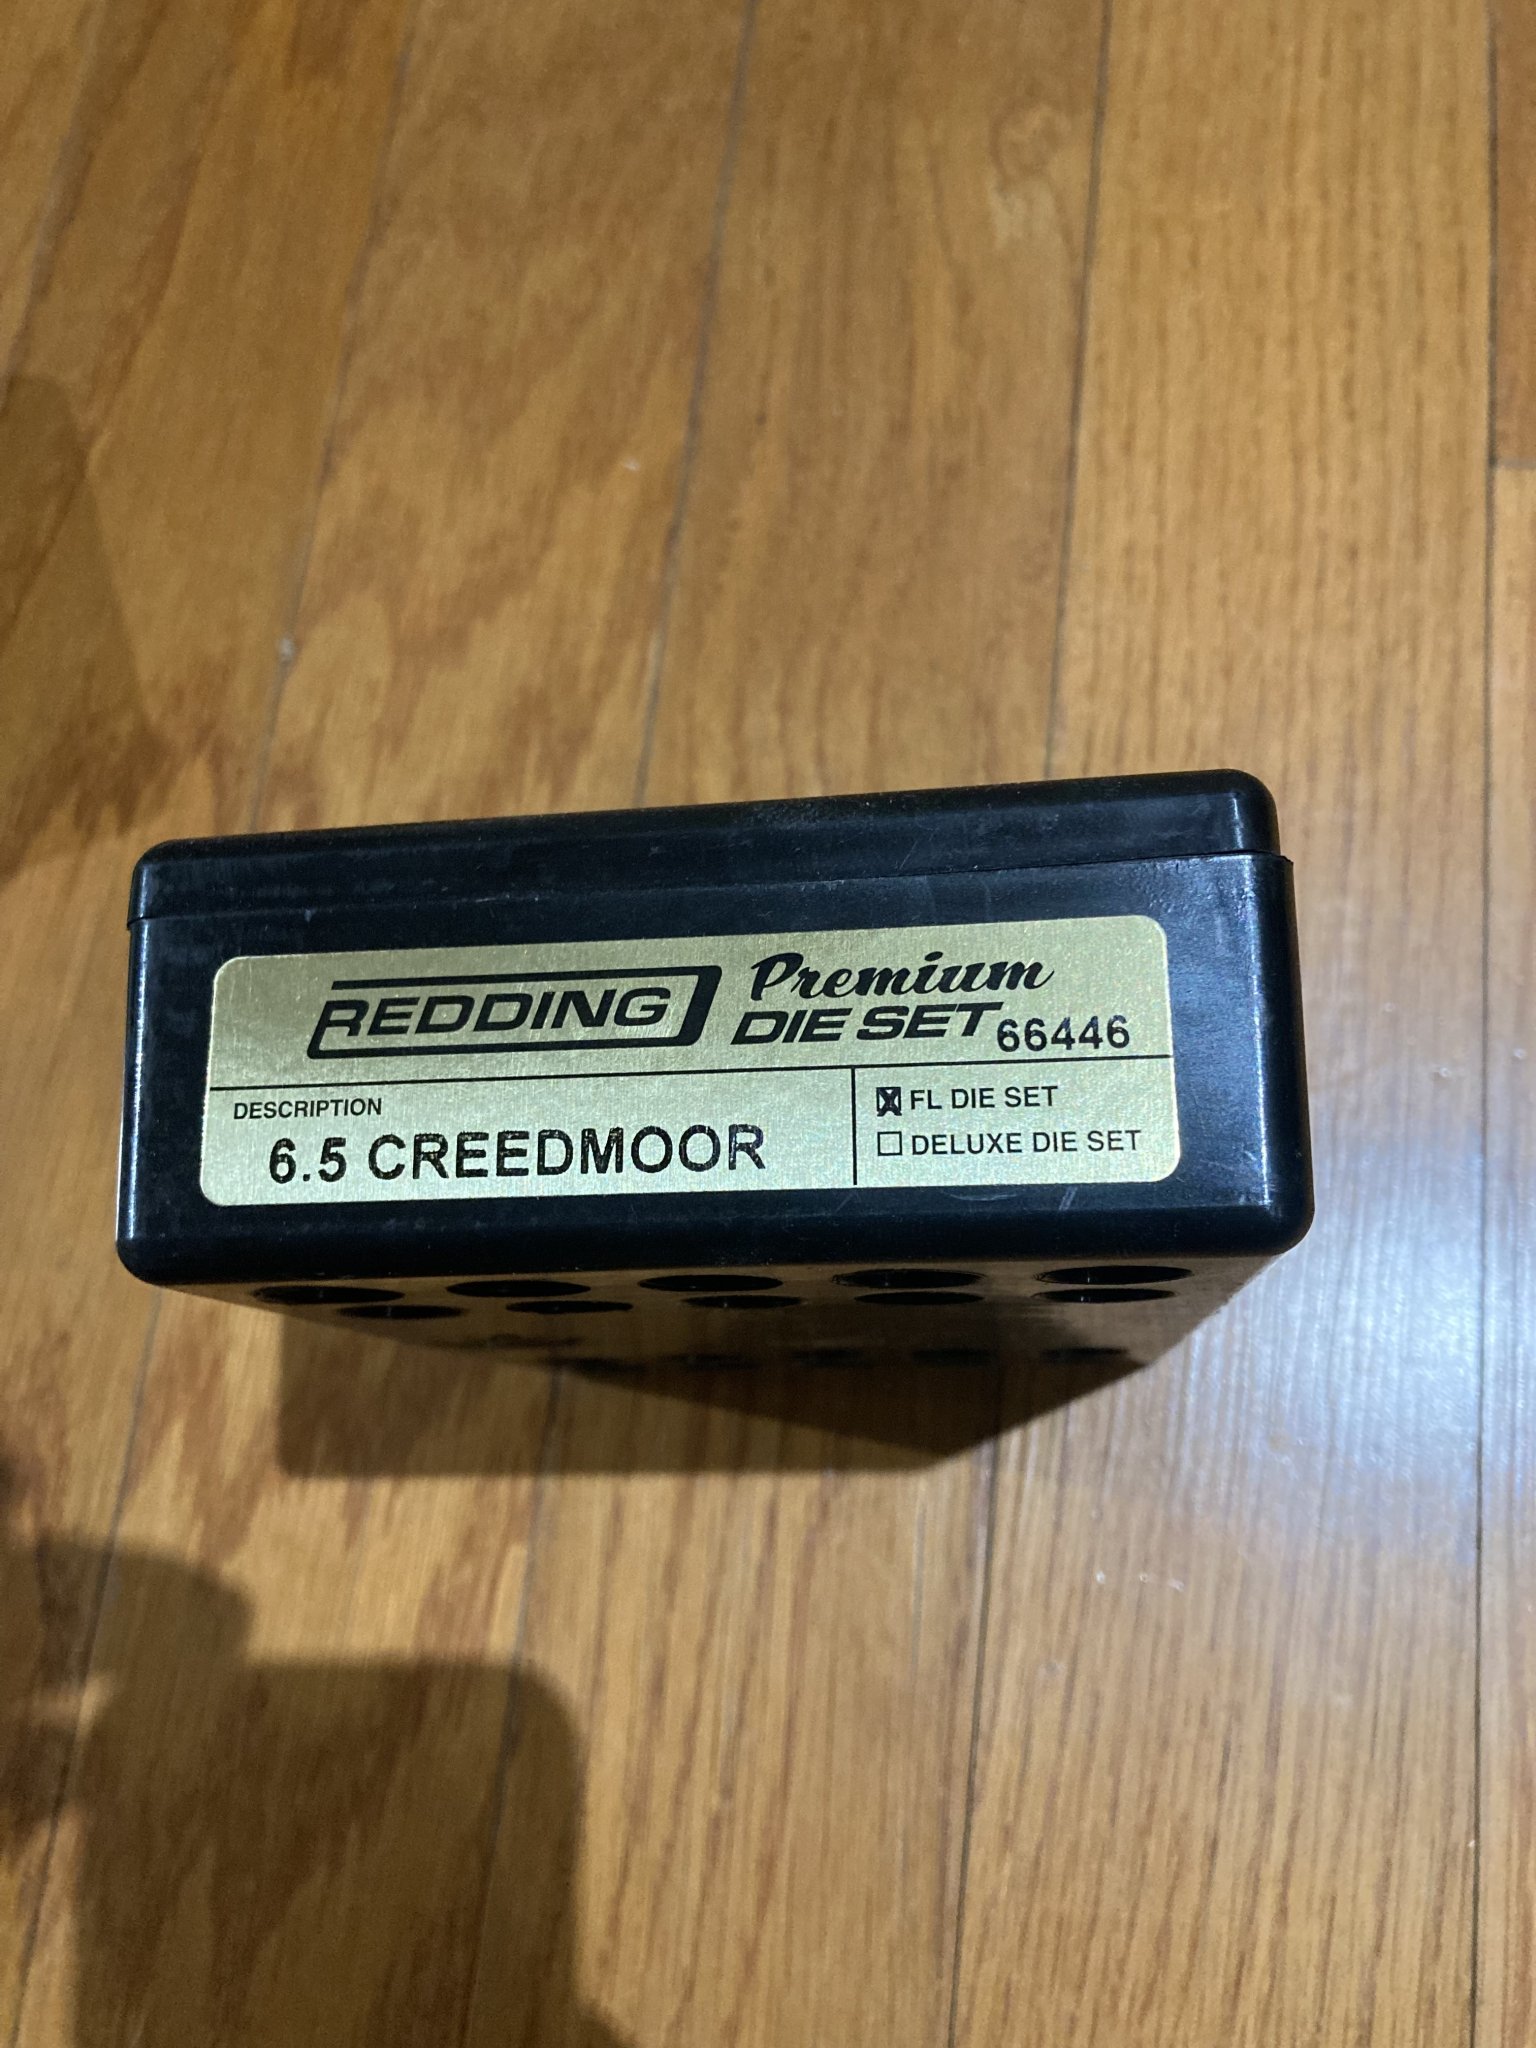 REDDING Premium
DIE SET 66446
DESCRIPTION
6.5 CREEDMOOR
☒ FL DIE SET
☐ DELUXE DIE SET